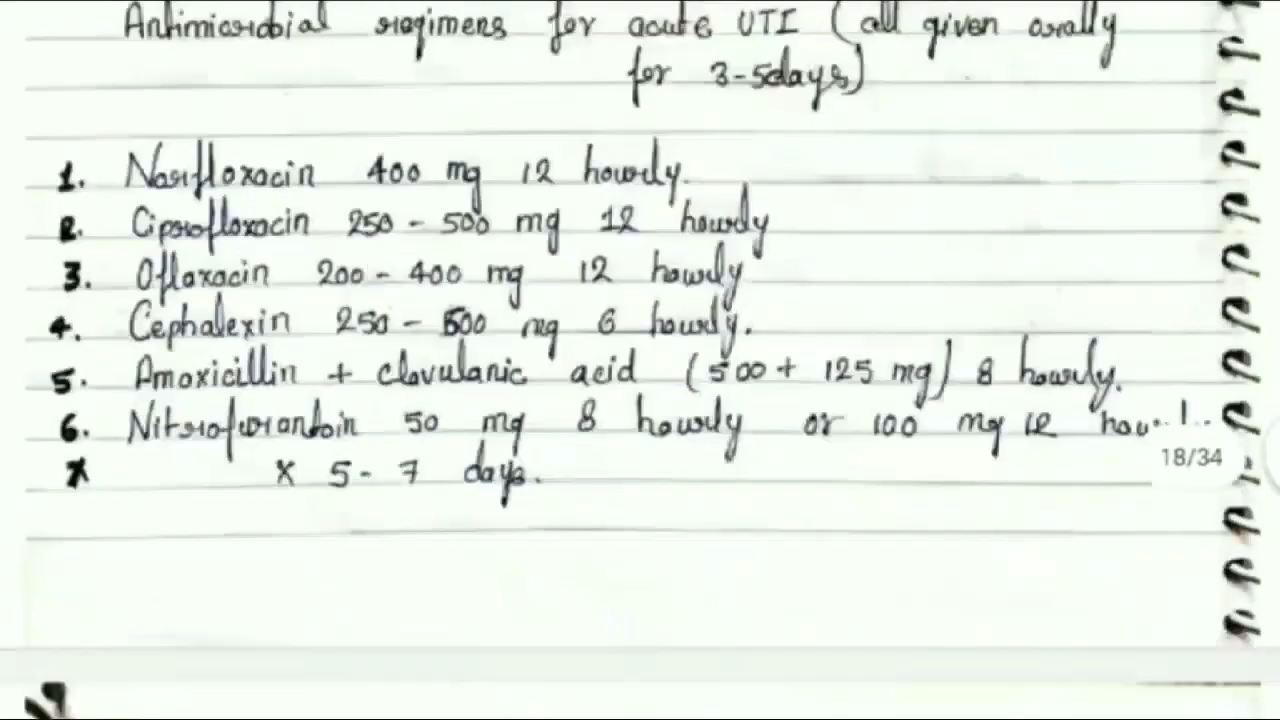 Antimicrobial regimens for acute UTI (all given orally
for 3-5days)
1. Norfloxacin 400 mg 12 hourly.
2. Ciprofloxacin 250 - 500 mg 12 hourly
3. Ofloxacin 200 - 400 mg 12 hourly
4. Cephalexin 250 - 500 mg 6 hourly.
5. Amoxicillin + clavulanic acid (500 + 125 mg) 8 hourly.
6. Nitrofurantoin 50 mg 8 hourly or 100 mg 12
18/34
x x 5 - 7 days.